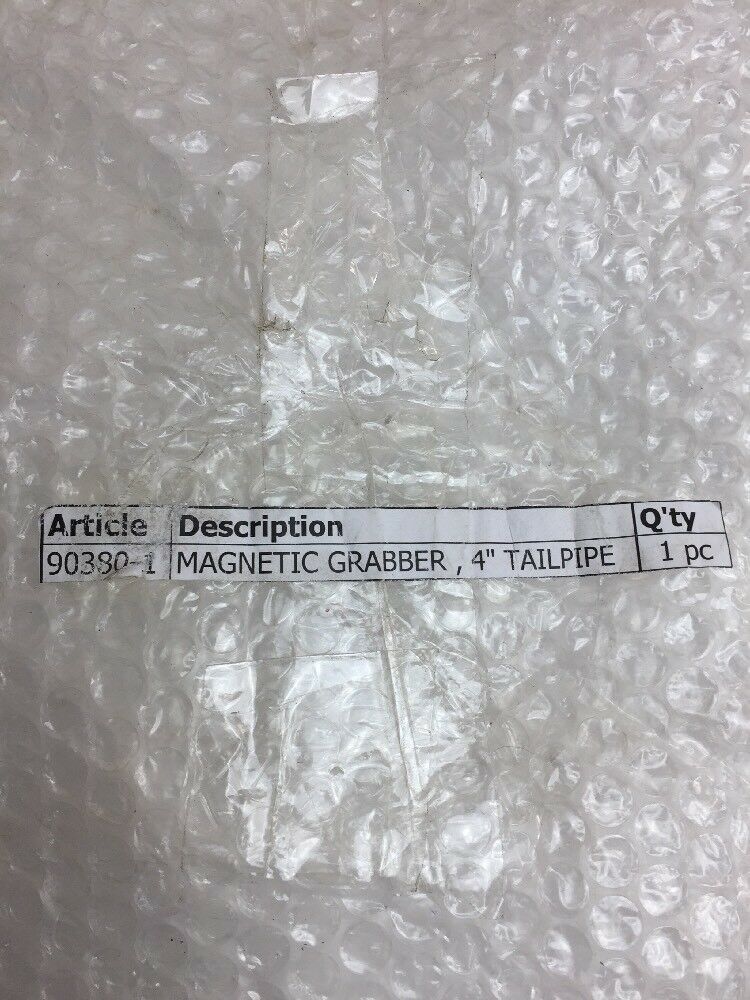 Article Description Q'ty
90380-1 MAGNETIC GRABBER , 4" TAILPIPE 1 pc